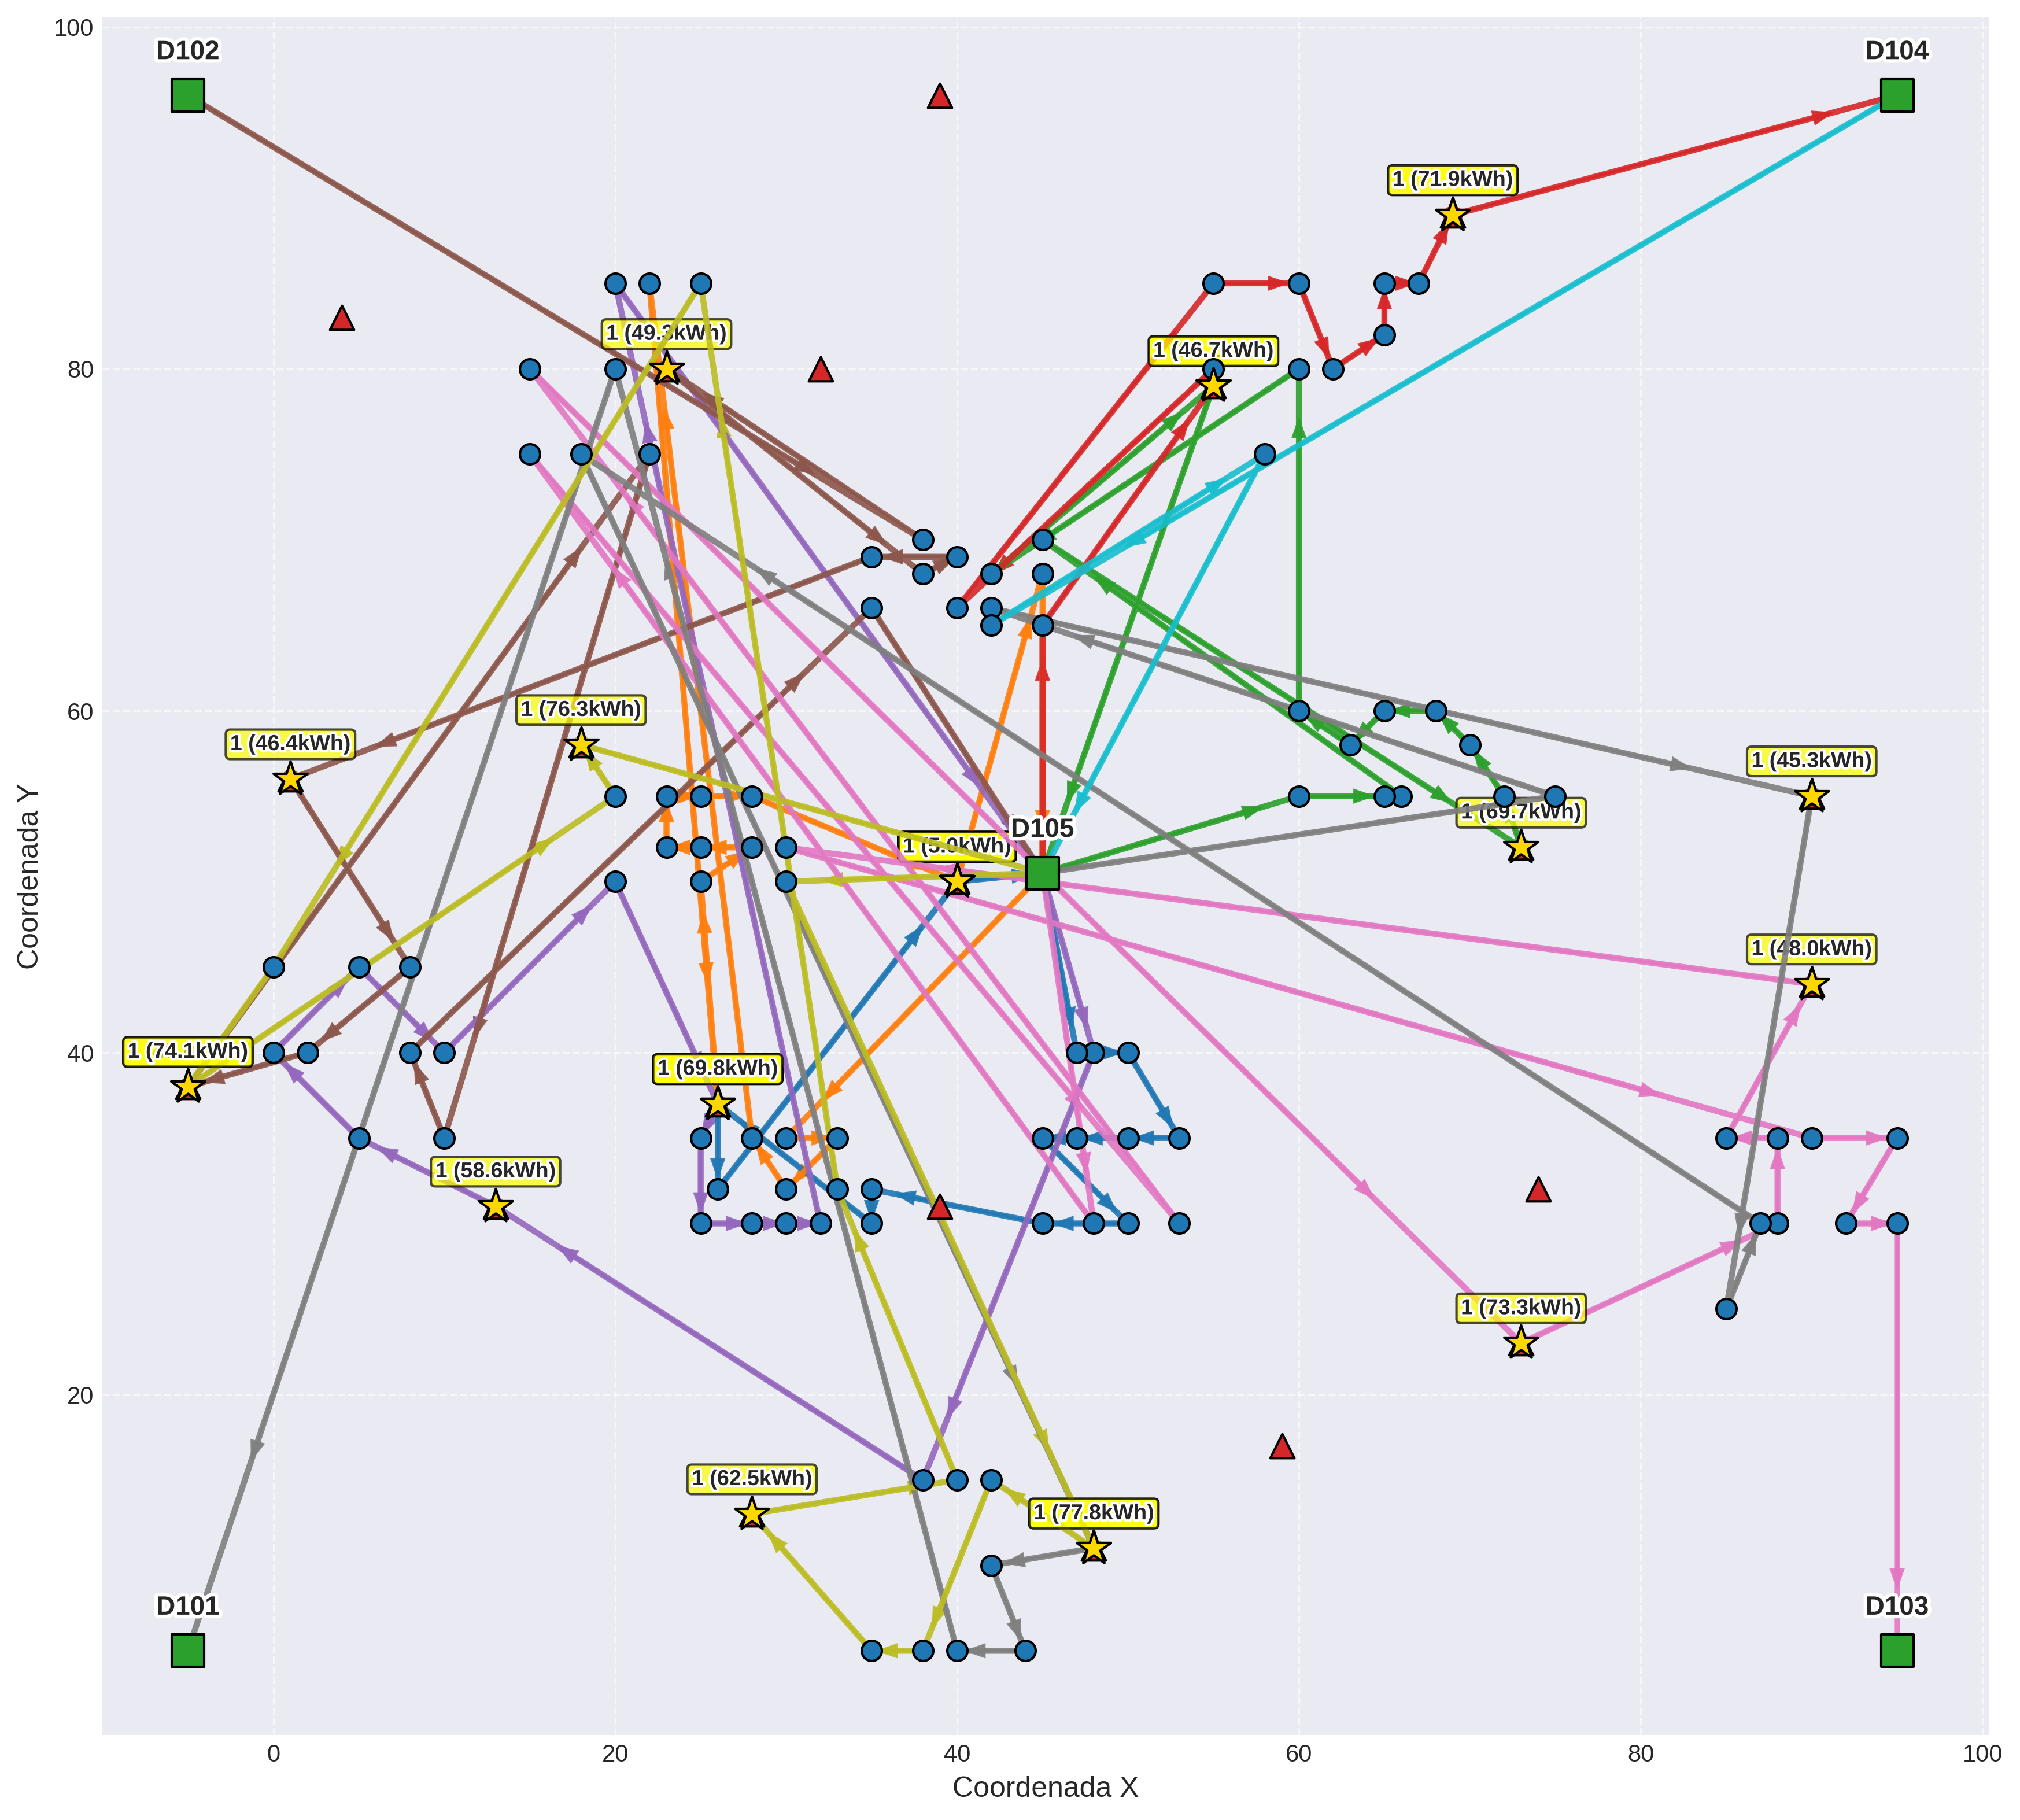 100
D102
D104
1 (71.9kWh)
1 (49.3kWh)
1 (46.7kWh)
80
1 (76.3kWh)
60
1 (46.4kWh)
1 (45.3kWh)
1 (69.7kWh)
D105
1 (5.0kWh)
Coordenada Y
1 (48.0kWh)
1 (74.1kWh)
40
1 (69.8kWh)
1 (58.6kWh)
1 (73.3kWh)
20
1 (62.5kWh)
1 (77.8kWh)
D101
D103
0 20 40 60 80 100
Coordenada X